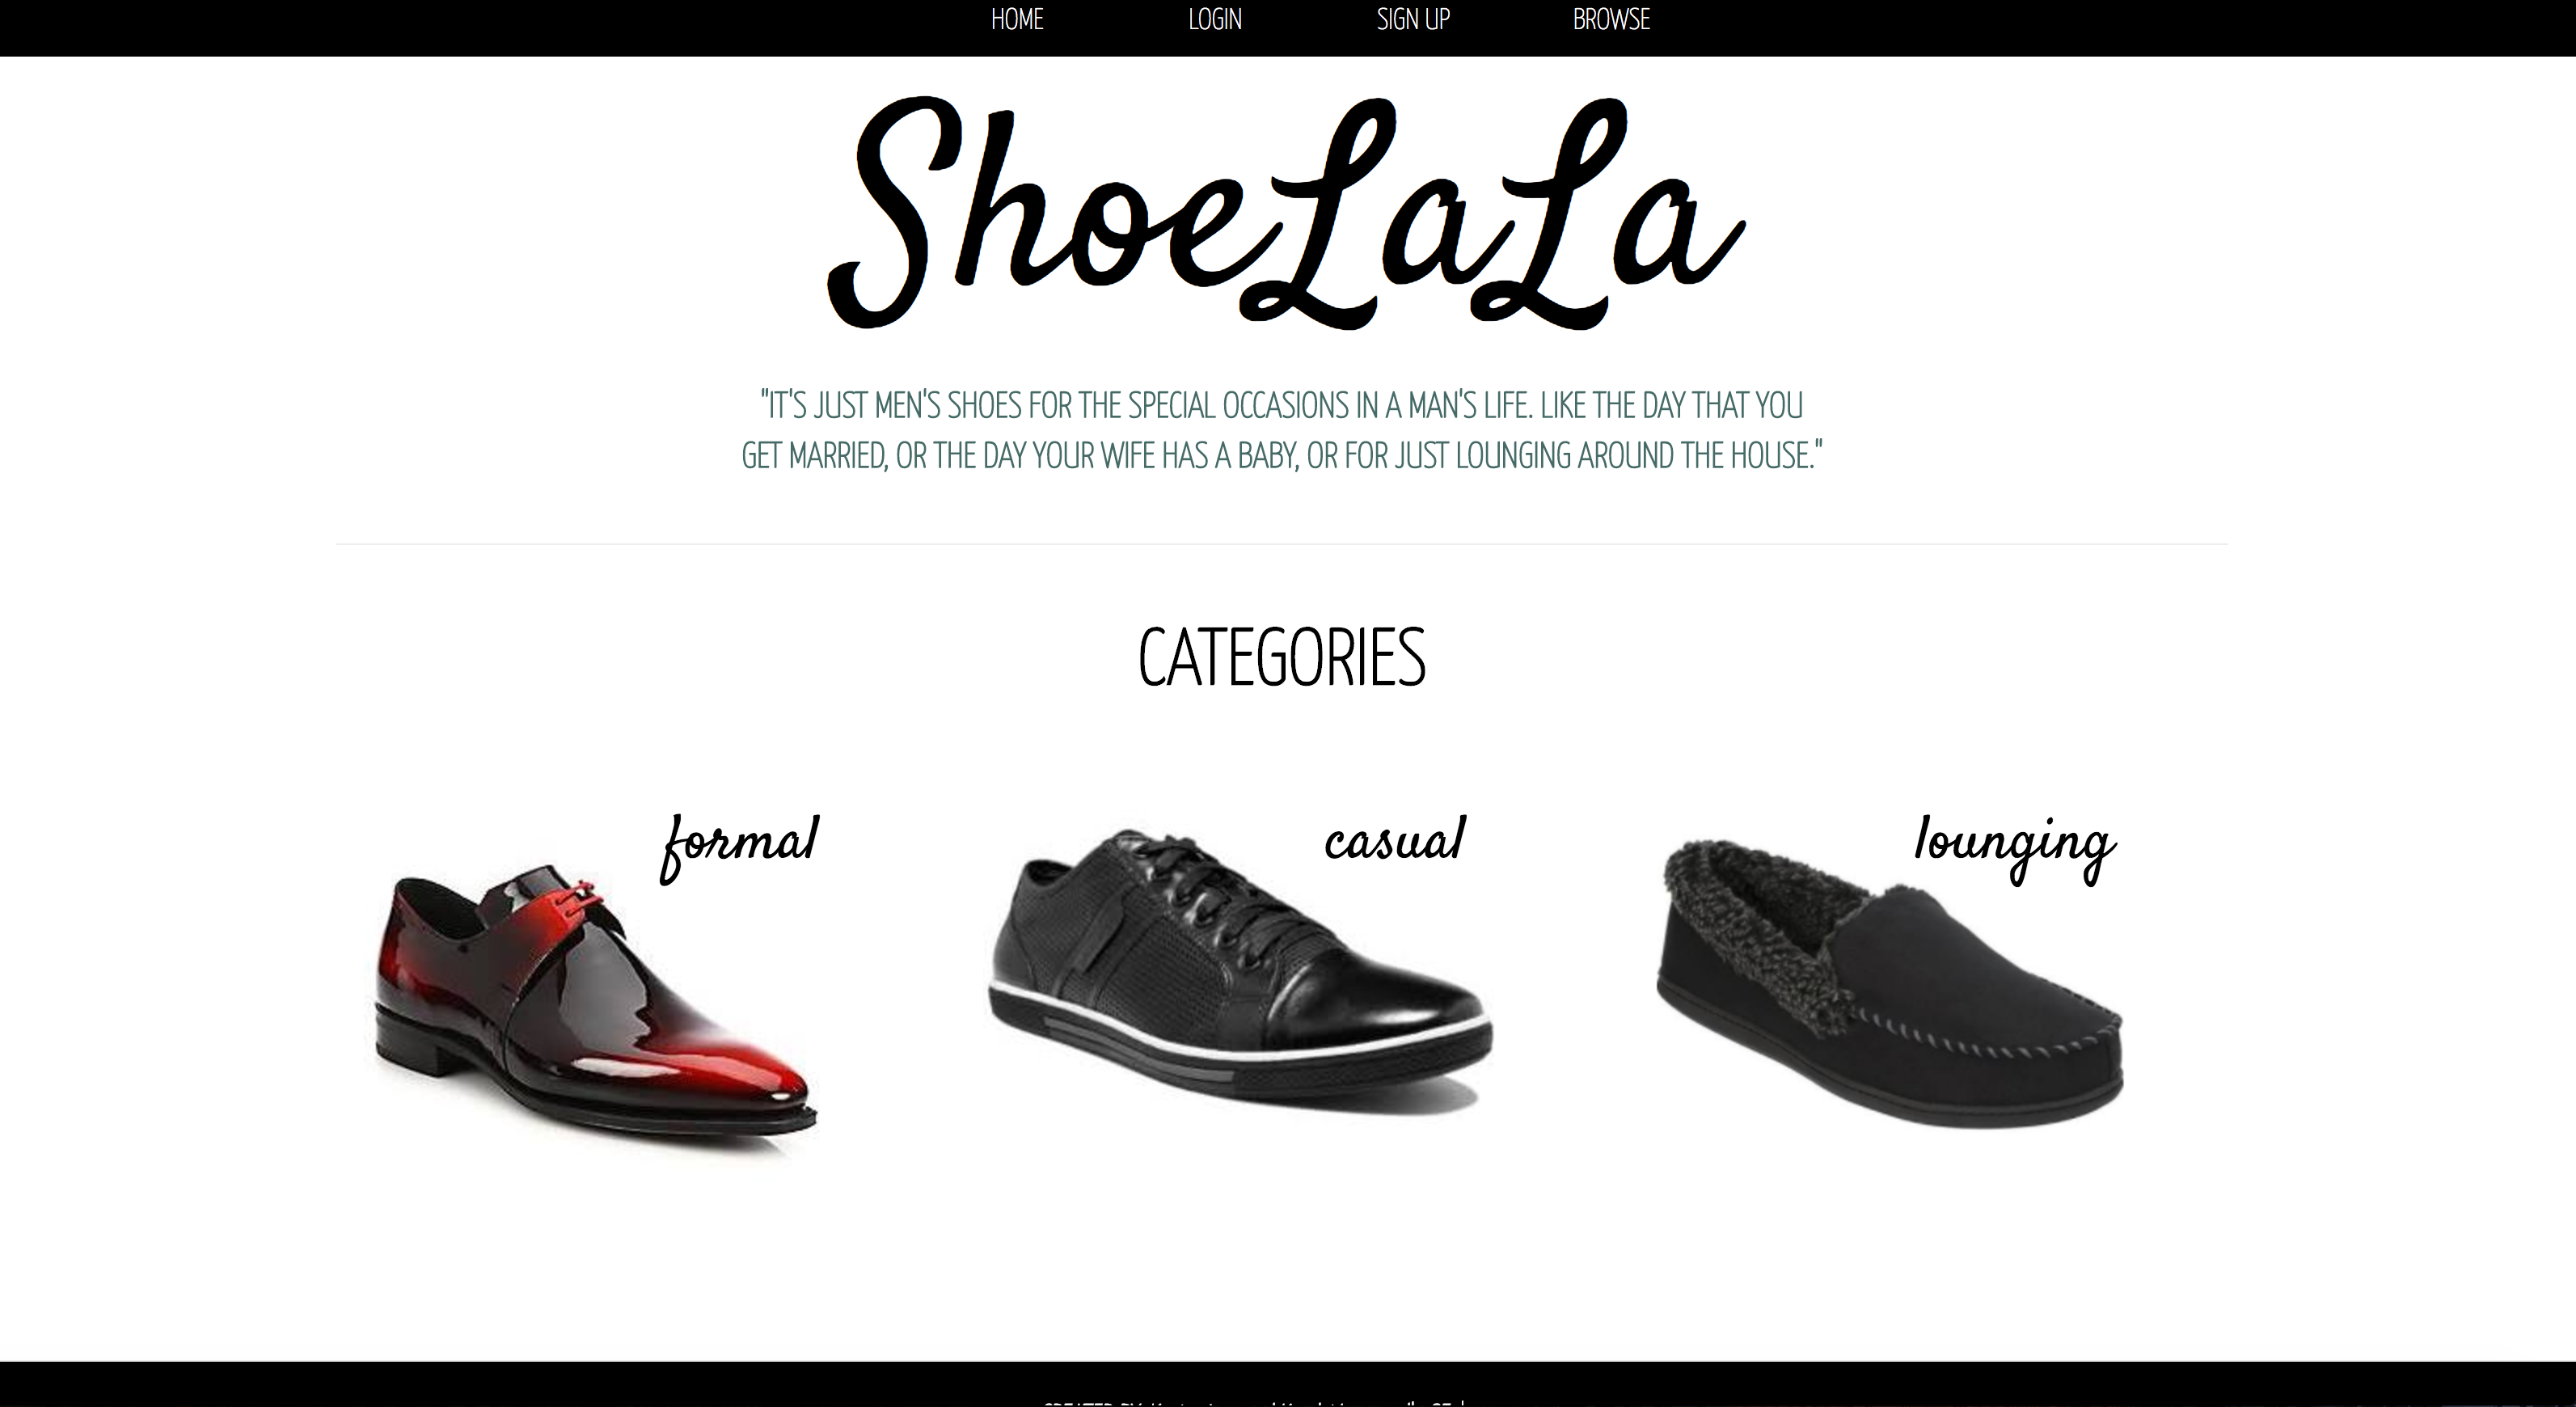 HOME LOGIN SIGN UP BROWSE
ShoeLaLa
"IT'S JUST MEN'S SHOES FOR THE SPECIAL OCCASIONS IN A MAN'S LIFE. LIKE THE DAY THAT YOU
GET MARRIED, OR THE DAY YOUR WIFE HAS A BABY, OR FOR JUST LOUNGING AROUND THE HOUSE."
CATEGORIES
formal casual lounging
CREATED BY